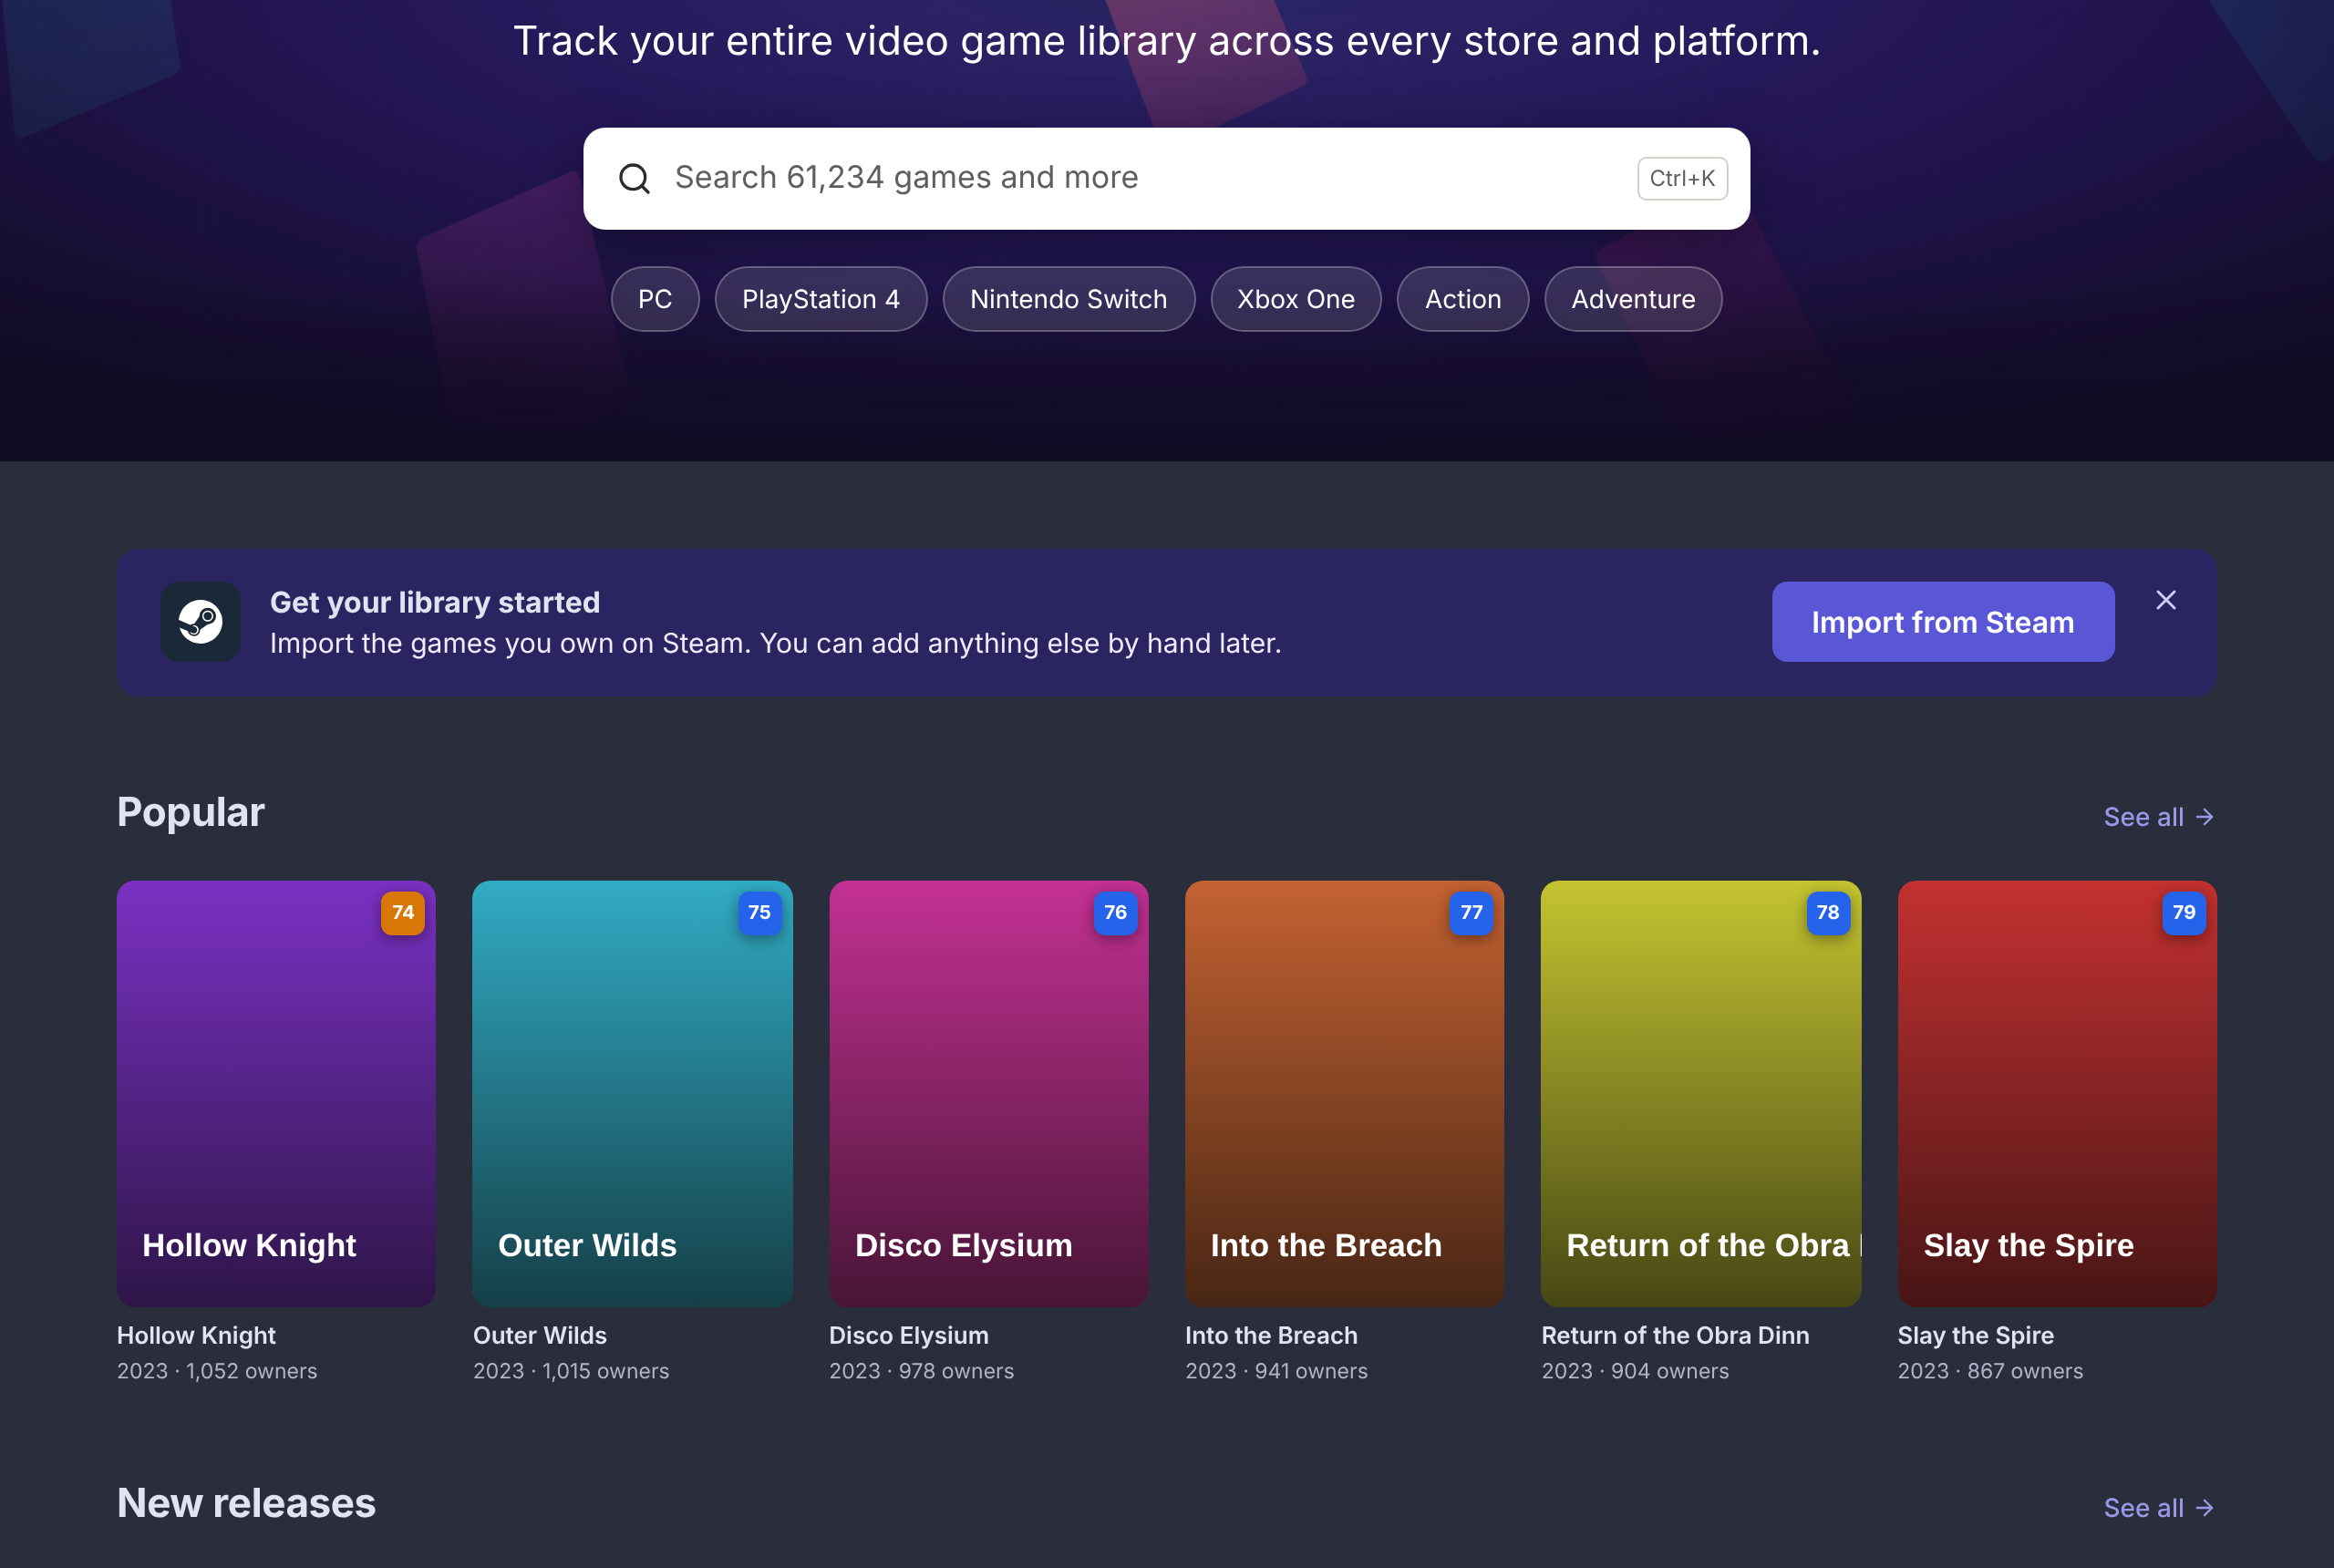 Track your entire video game library across every store and platform.
Search 61,234 games and more
Ctrl+K
PC
PlayStation 4
Nintendo Switch
Xbox One
Action
Adventure
Get your library started
Import the games you own on Steam. You can add anything else by hand later.
Import from Steam
Popular
See all →
74
75
76
77
78
79
Hollow Knight
Outer Wilds
Disco Elysium
Into the Breach
Return of the Obra
Slay the Spire
Hollow Knight
Outer Wilds
Disco Elysium
Into the Breach
Return of the Obra Dinn
Slay the Spire
2023 · 1,052 owners
2023 · 1,015 owners
2023 · 978 owners
2023 · 941 owners
2023 · 904 owners
2023 · 867 owners
New releases
See all →